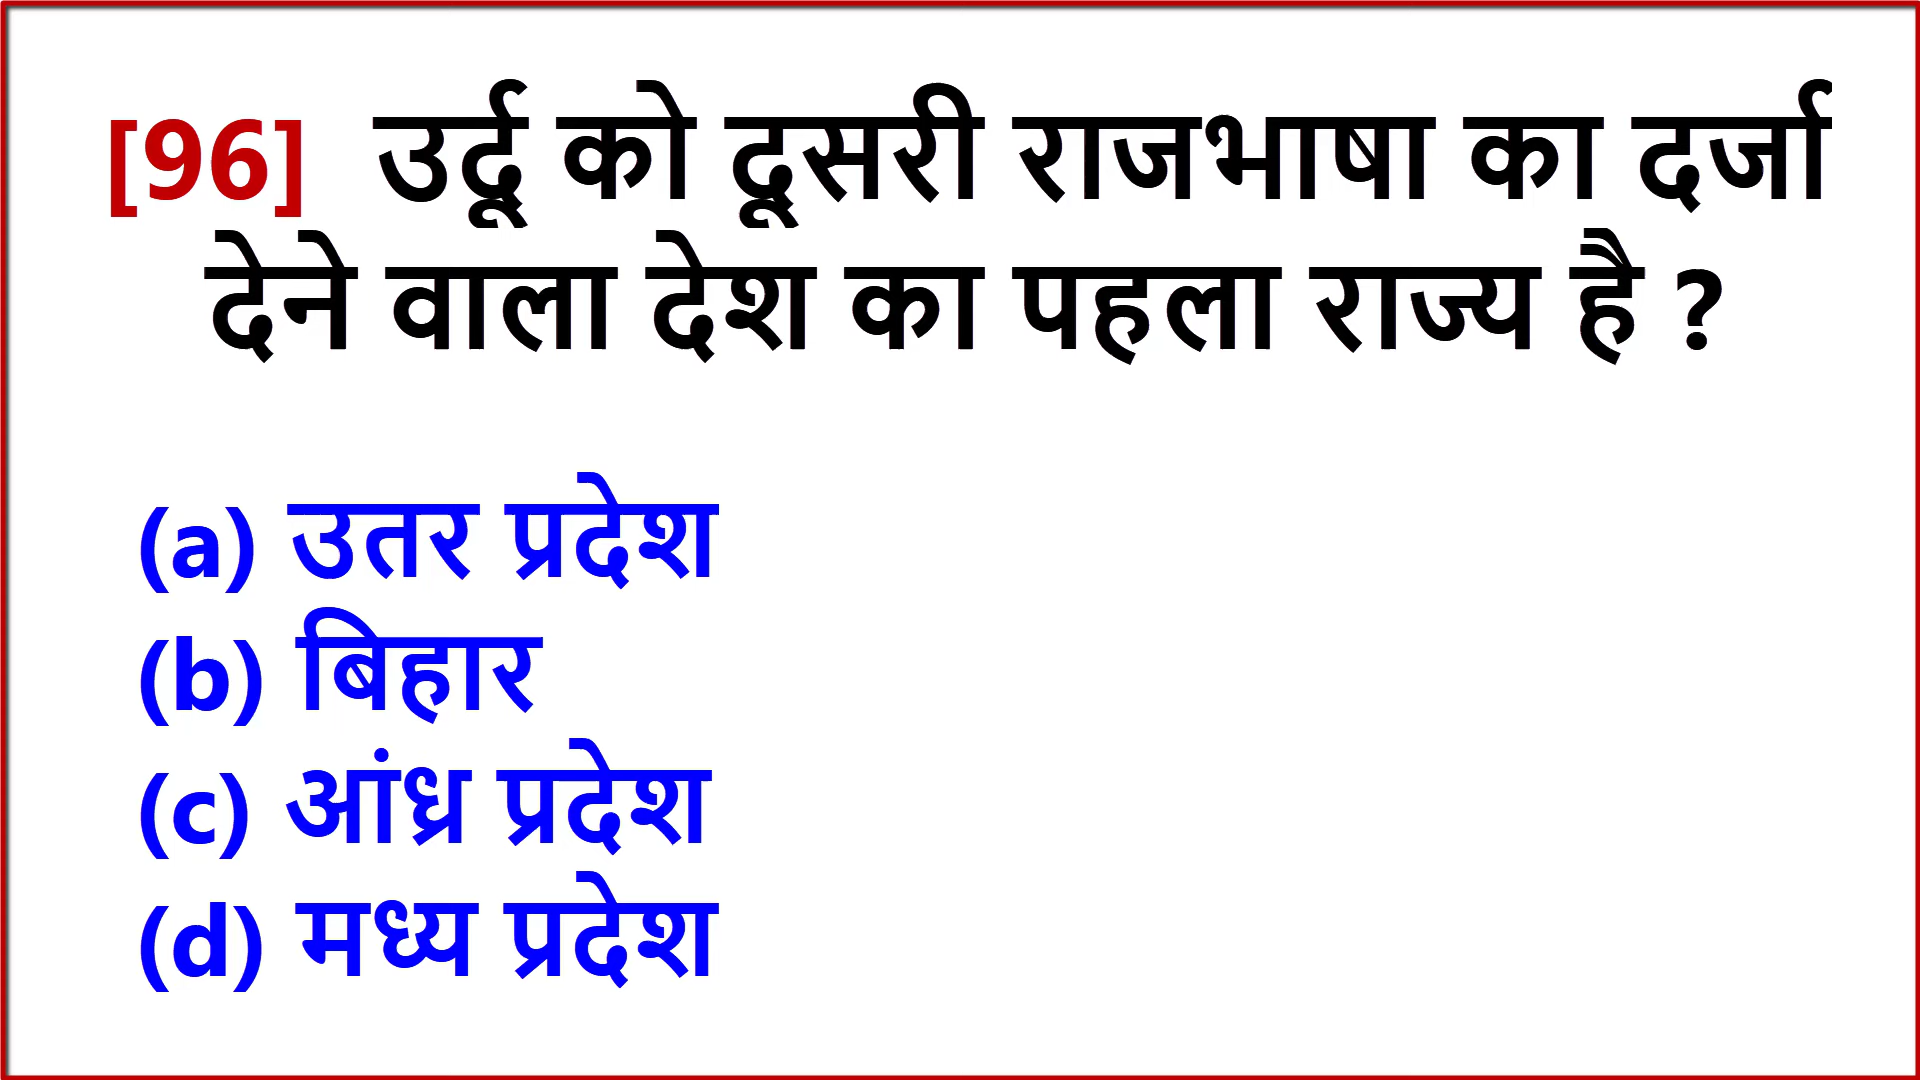 [96] उर्दू को दूसरी राजभाषा का दर्जा
देने वाला देश का पहला राज्य है ?
(a) उतर प्रदेश
(b) बिहार
(c) आंध्र प्रदेश
(d) मध्य प्रदेश